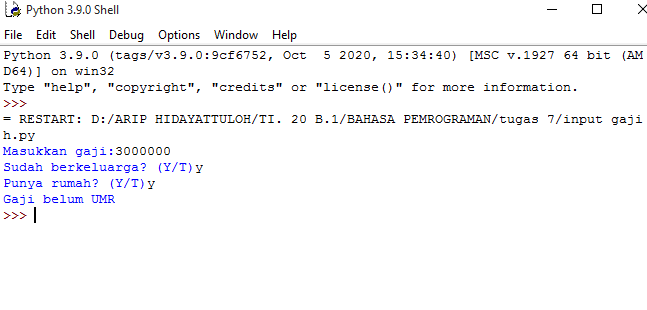 Python 3.9.0 Shell
File Edit Shell Debug Options Window Help
Python 3.9.0 (tags/v3.9.0:9cf6752, Oct  5 2020, 15:34:40) [MSC v.1927 64 bit (AM
D64)] on win32
Type "help", "copyright", "credits" or "license()" for more information.
>>>
= RESTART: D:/ARIP HIDAYATTULOH/TI. 20 B.1/BAHASA PEMROGRAMAN/tugas 7/input gaji
h.py
Masukkan gaji:3000000
Sudah berkeluarga? (Y/T)y
Punya rumah? (Y/T)y
Gaji belum UMR
>>>